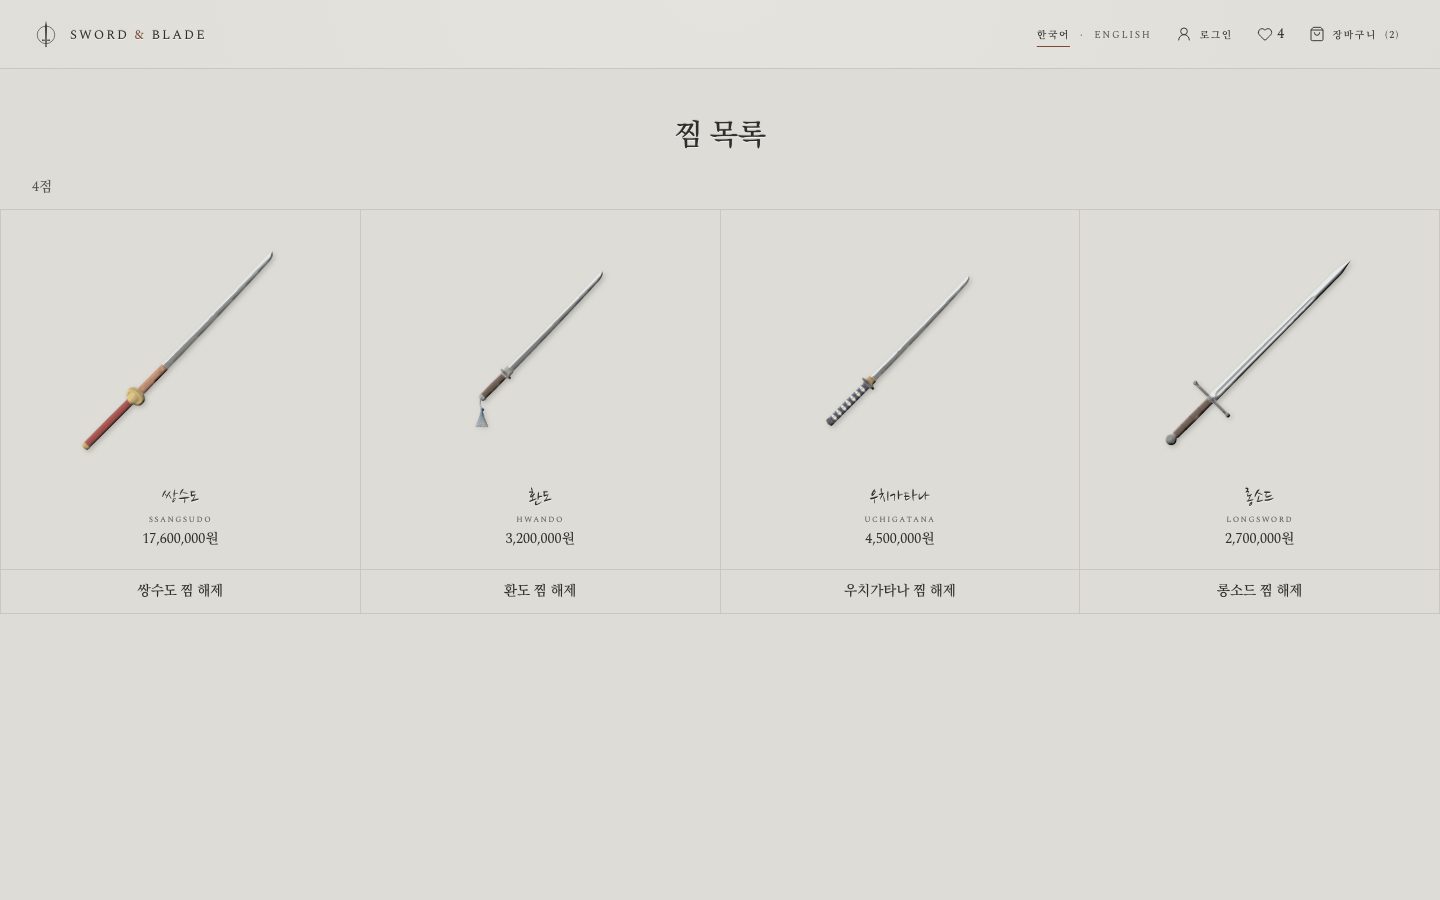 SWORD & BLADE
한국어 · ENGLISH 로그인 4 장바구니 (2)
찜 목록
4점
쌍수도
SSANGSUDO
17,600,000원
쌍수도 찜 해제
환도
HWANDO
3,200,000원
환도 찜 해제
우치가타나
UCHIGATANA
4,500,000원
우치가타나 찜 해제
롱소드
LONGSWORD
2,700,000원
롱소드 찜 해제